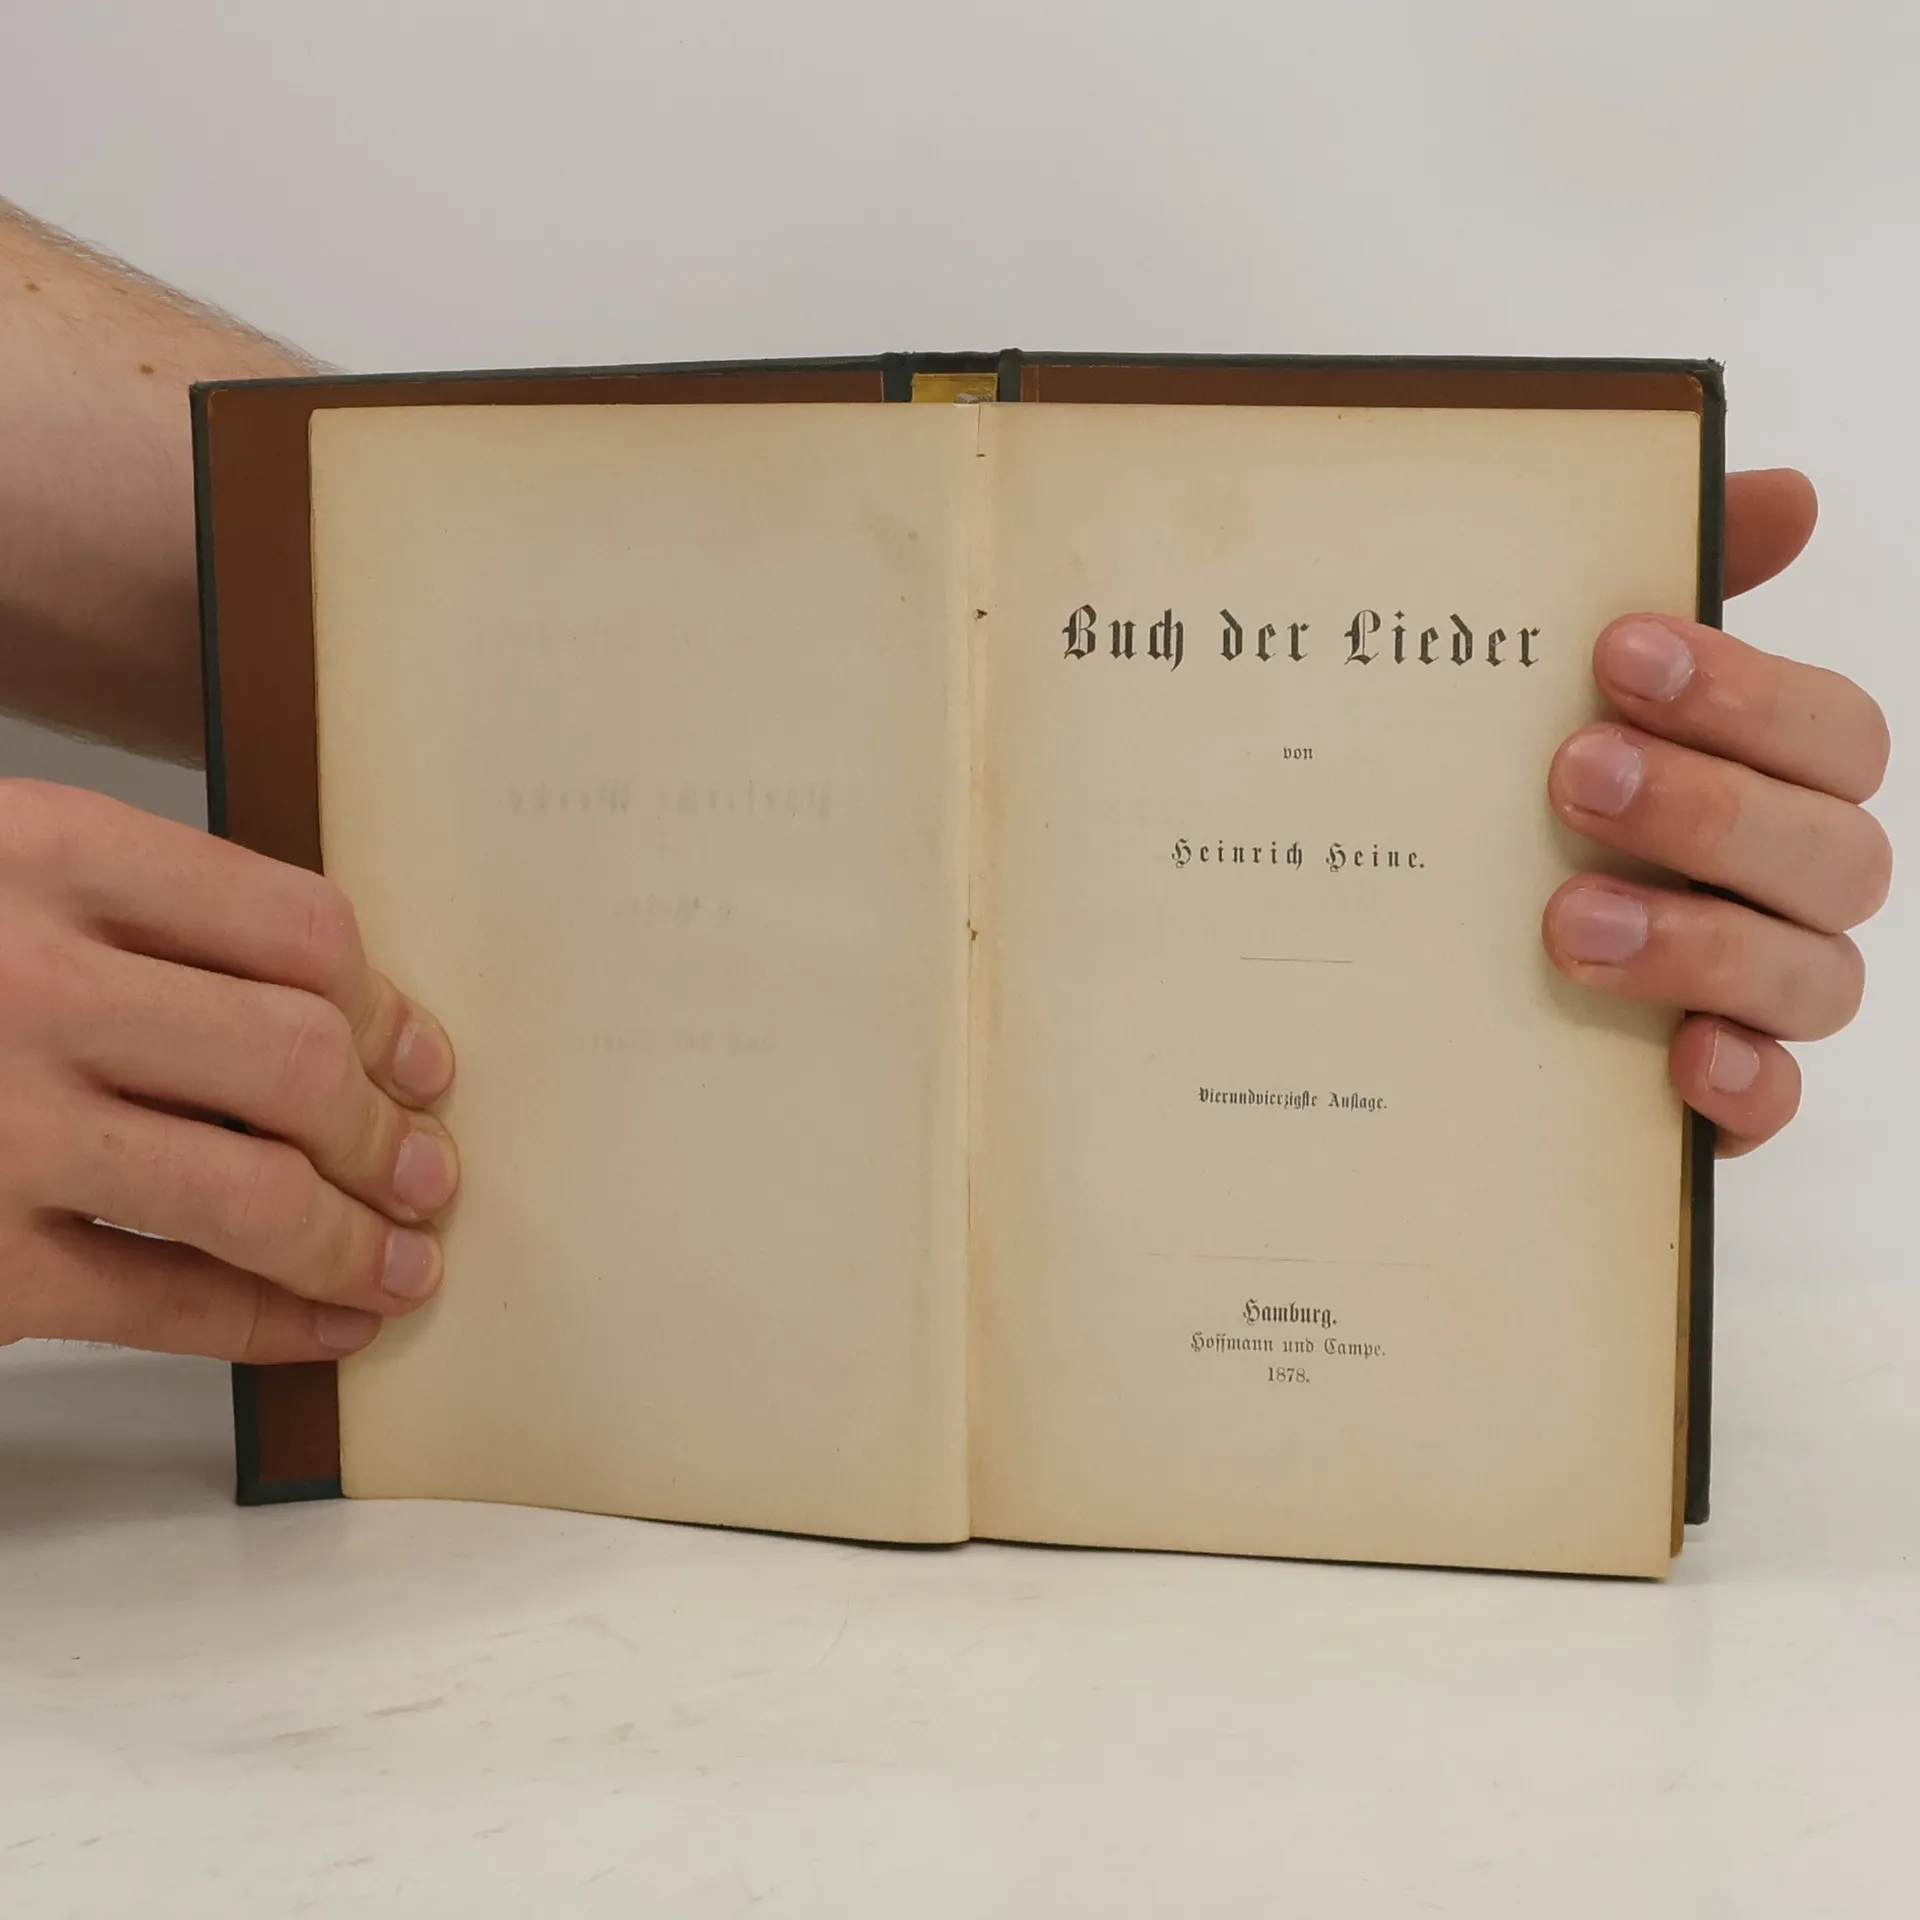 Buch der Lieder
von
Heinrich Heine.
Vierundvierzigste Auflage.
Hamburg.
Hoffmann und Campe.
1878.